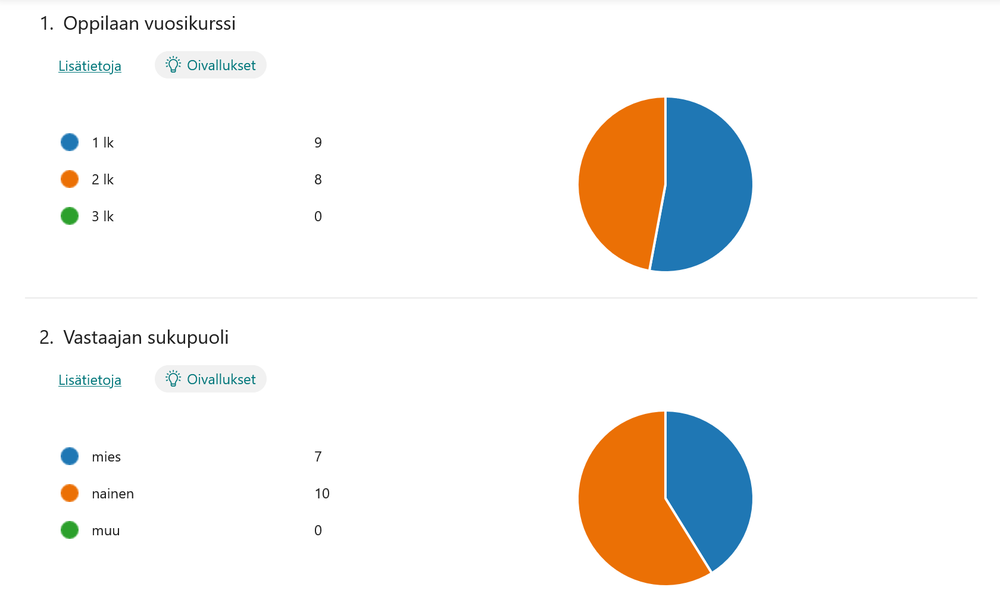 1. Oppilaan vuosikurssi
Lisätietoja Oivallukset
1 lk 9
2 lk 8
3 lk 0
2. Vastaajan sukupuoli
Lisätietoja Oivallukset
mies 7
nainen 10
muu 0